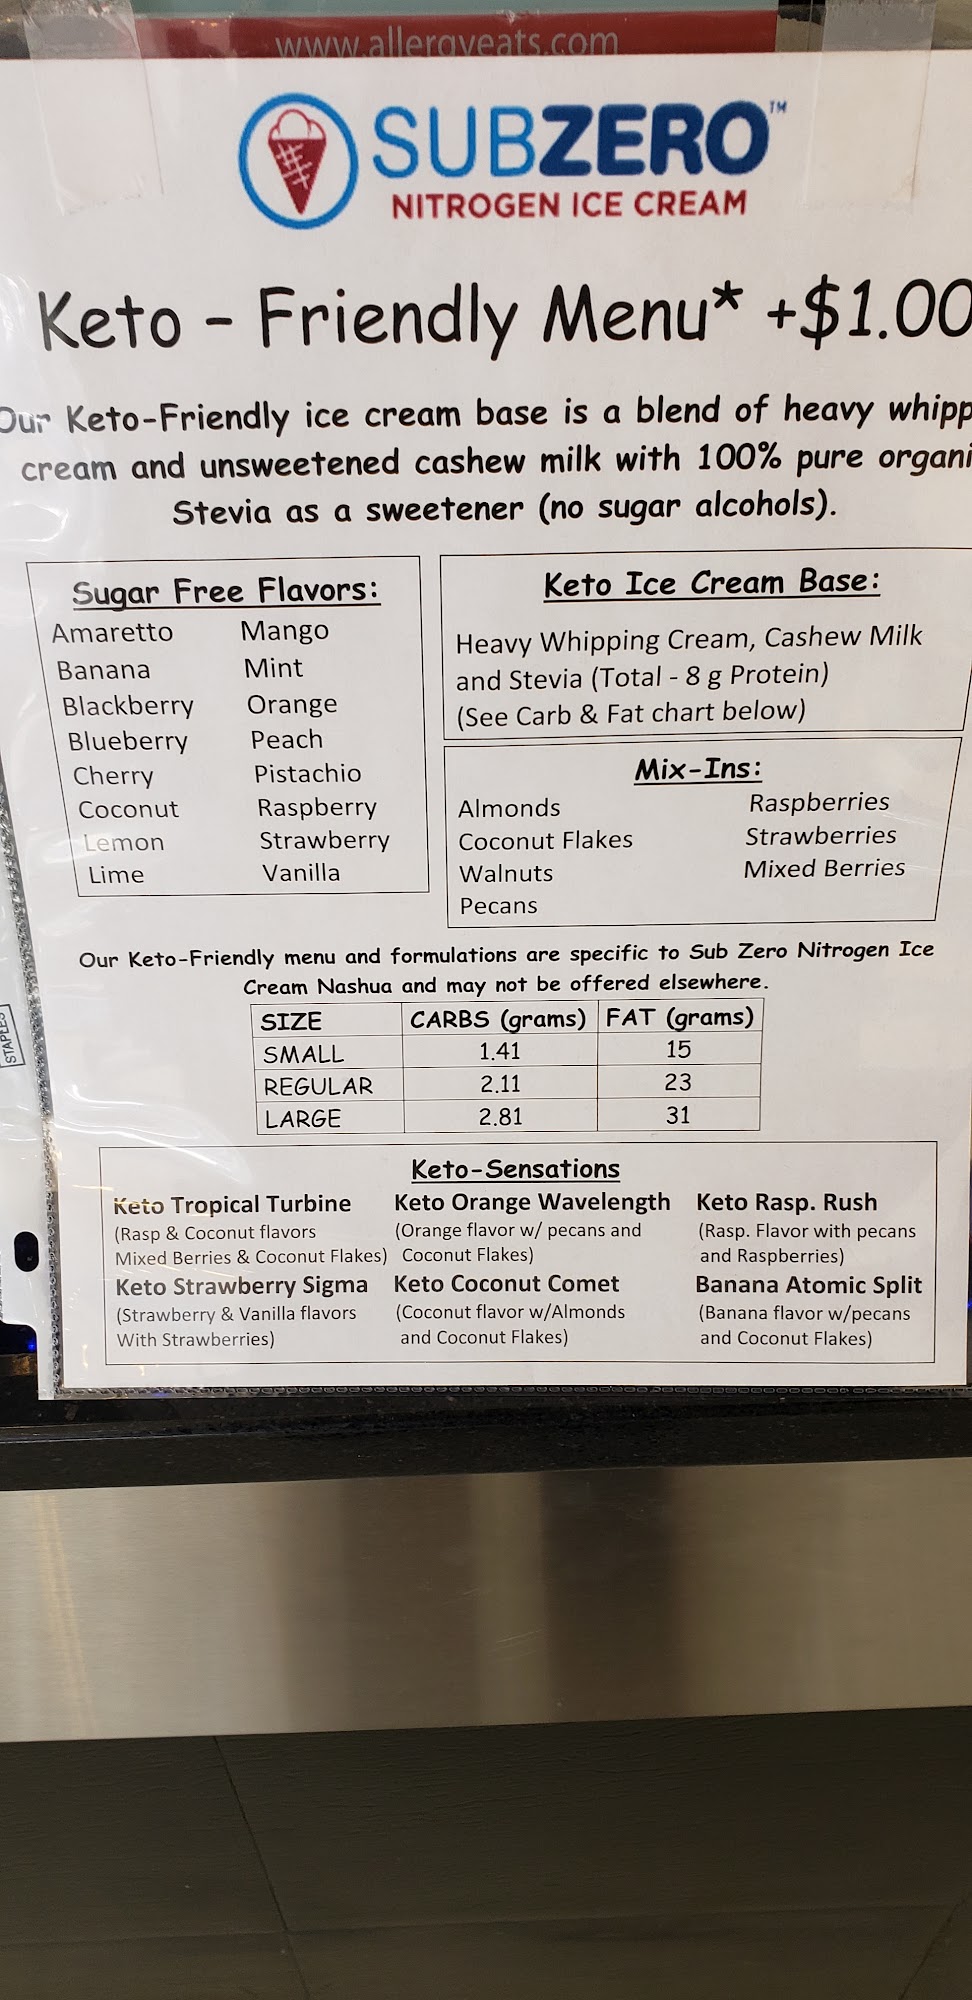 www.allergyeats.com
SUBZERO™
NITROGEN ICE CREAM
Keto - Friendly Menu* +$1.00
Our Keto-Friendly ice cream base is a blend of heavy whipp
cream and unsweetened cashew milk with 100% pure organi
Stevia as a sweetener (no sugar alcohols).
Sugar Free Flavors:
Amaretto Mango
Banana Mint
Blackberry Orange
Blueberry Peach
Cherry Pistachio
Coconut Raspberry
Lemon Strawberry
Lime Vanilla
Keto Ice Cream Base:
Heavy Whipping Cream, Cashew Milk
and Stevia (Total - 8 g Protein)
(See Carb & Fat chart below)
Mix-Ins:
Almonds Raspberries
Coconut Flakes Strawberries
Walnuts Mixed Berries
Pecans
Our Keto-Friendly menu and formulations are specific to Sub Zero Nitrogen Ice
Cream Nashua and may not be offered elsewhere.
SIZE CARBS (grams) FAT (grams)
SMALL 1.41 15
REGULAR 2.11 23
LARGE 2.81 31
STAPLES
Keto-Sensations
Keto Tropical Turbine
(Rasp & Coconut flavors
Mixed Berries & Coconut Flakes)
Keto Orange Wavelength
(Orange flavor w/ pecans and
Coconut Flakes)
Keto Rasp. Rush
(Rasp. Flavor with pecans
and Raspberries)
Keto Strawberry Sigma
(Strawberry & Vanilla flavors
With Strawberries)
Keto Coconut Comet
(Coconut flavor w/Almonds
and Coconut Flakes)
Banana Atomic Split
(Banana flavor w/pecans
and Coconut Flakes)